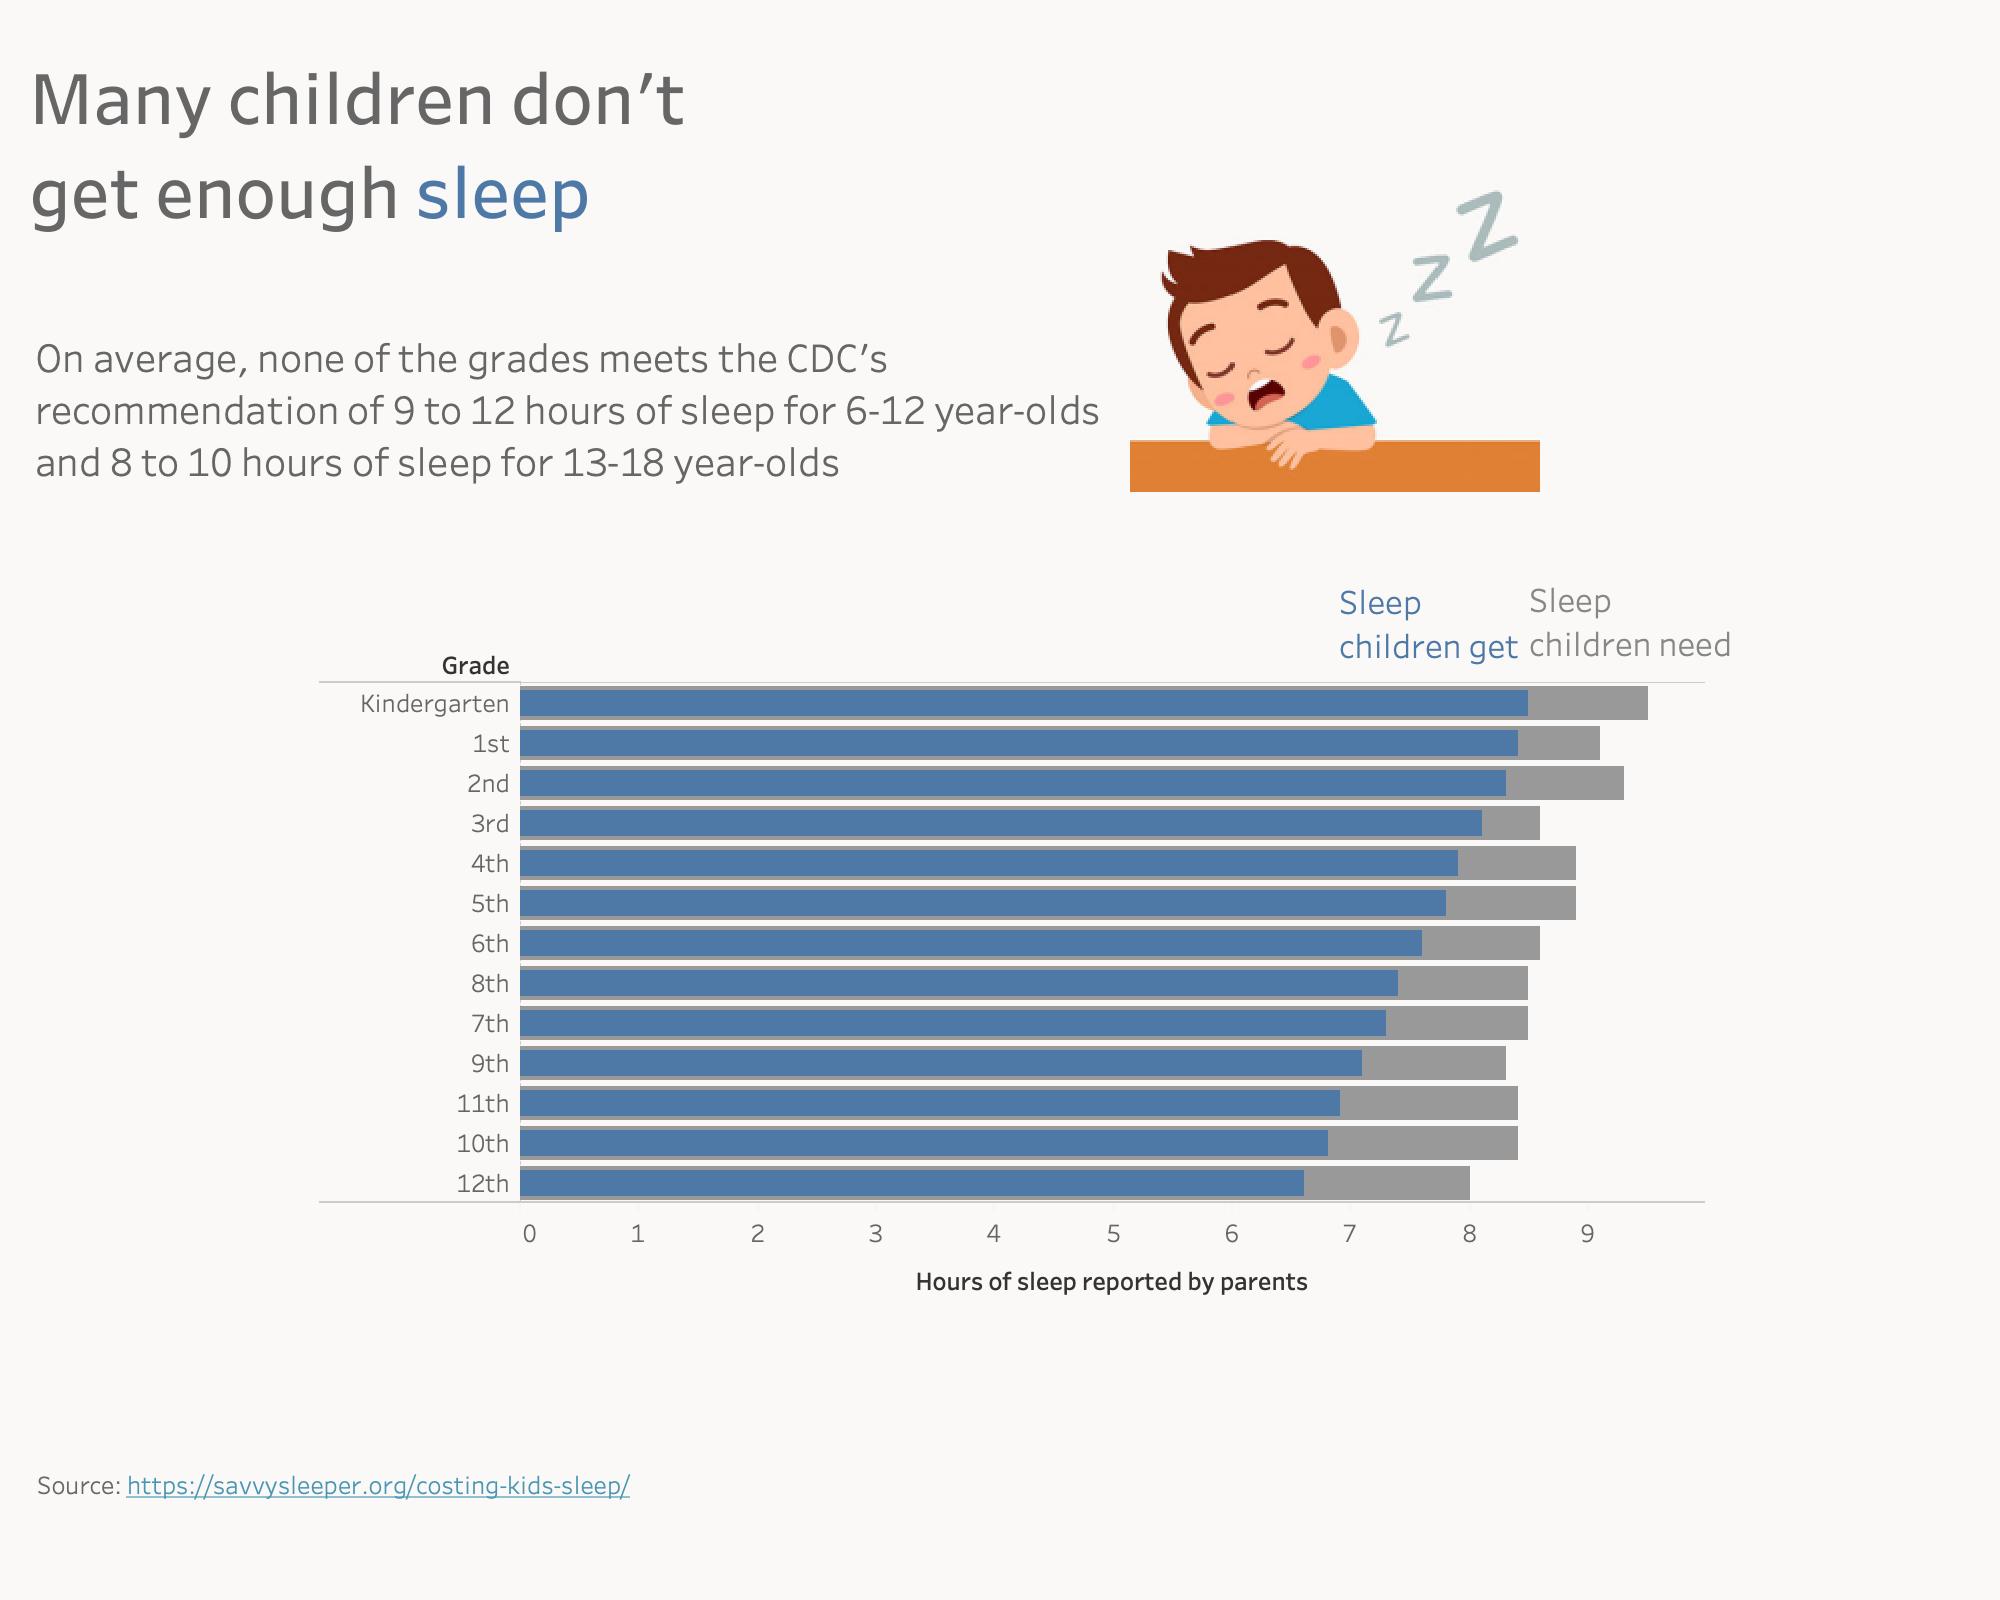 Many children don’t
get enough sleep
z z z
On average, none of the grades meets the CDC’s
recommendation of 9 to 12 hours of sleep for 6-12 year-olds
and 8 to 10 hours of sleep for 13-18 year-olds
Sleep
children get
Sleep
children need
Grade
Kindergarten
1st
2nd
3rd
4th
5th
6th
8th
7th
9th
11th
10th
12th
0 1 2 3 4 5 6 7 8 9
Hours of sleep reported by parents
Source: https://savvysleeper.org/costing-kids-sleep/